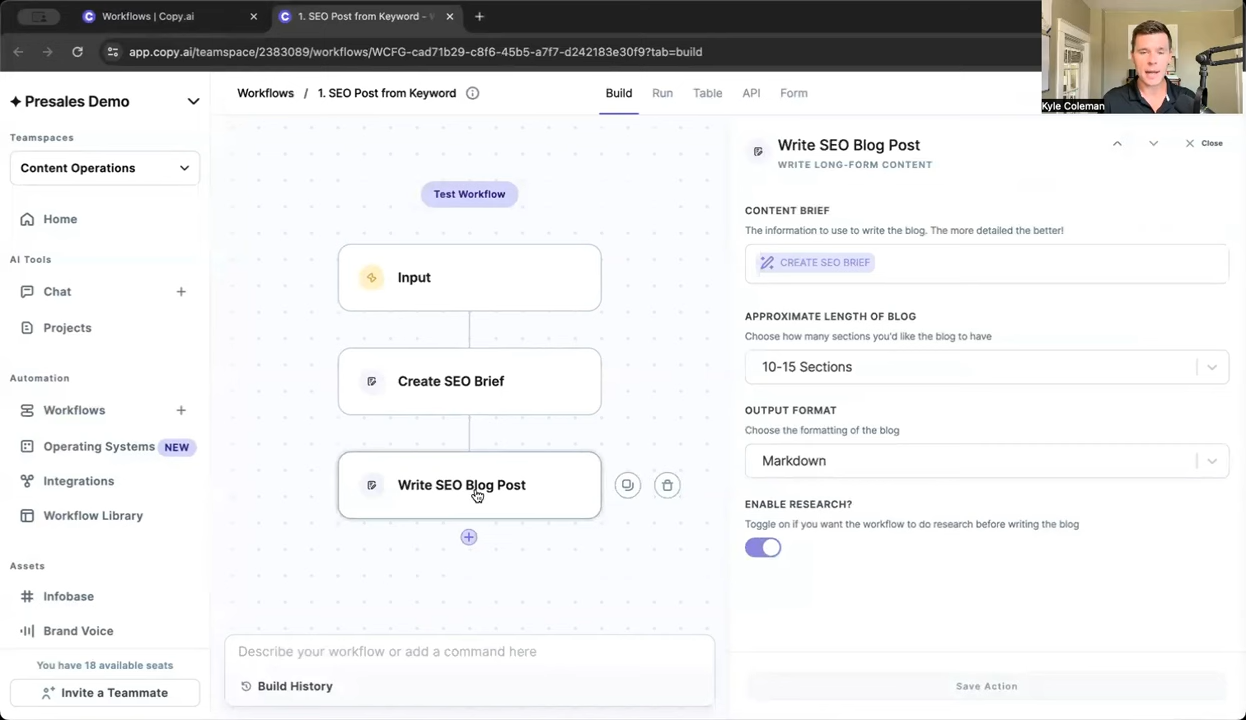 Workflows | Copy.ai
1. SEO Post from Keyword -
app.copy.ai/teamspace/2383089/workflows/WCFG-cad71b29-c8f6-45b5-a7f7-d242183e30f9?tab=build
Kyle Coleman
Presales Demo
Teamspaces
Content Operations
Home
AI Tools
Chat
Projects
Automation
Workflows
Operating Systems NEW
Integrations
Workflow Library
Assets
Infobase
Brand Voice
You have 18 available seats
Invite a Teammate
Workflows / 1. SEO Post from Keyword
Build Run Table API Form
Test Workflow
Input
Create SEO Brief
Write SEO Blog Post
Describe your workflow or add a command here
Build History
Write SEO Blog Post
WRITE LONG-FORM CONTENT
Close
CONTENT BRIEF
The information to use to write the blog. The more detailed the better!
CREATE SEO BRIEF
APPROXIMATE LENGTH OF BLOG
Choose how many sections you'd like the blog to have
10-15 Sections
OUTPUT FORMAT
Choose the formatting of the blog
Markdown
ENABLE RESEARCH?
Toggle on if you want the workflow to do research before writing the blog
Save Action